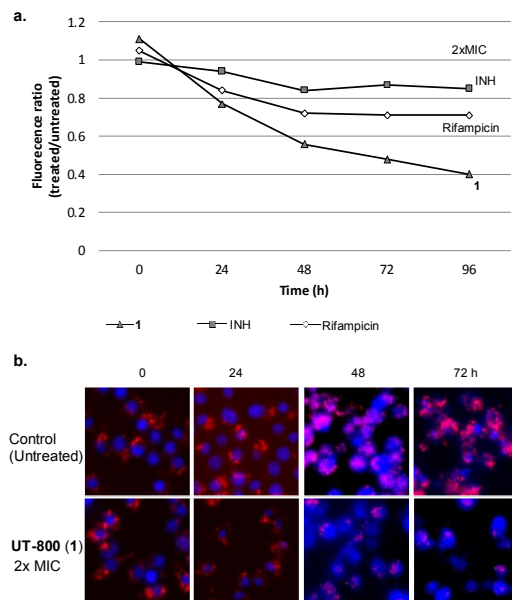 a.
1.2
1
0.8
0.6
0.4
0.2
0
Fluorecence ratio
(treated/untreated)
2xMIC
INH
Rifampicin
1
0 24 48 72 96
Time (h)
1 INH Rifampicin
b.
0 24 48 72 h
Control
(Untreated)
UT-800 (1)
2x MIC